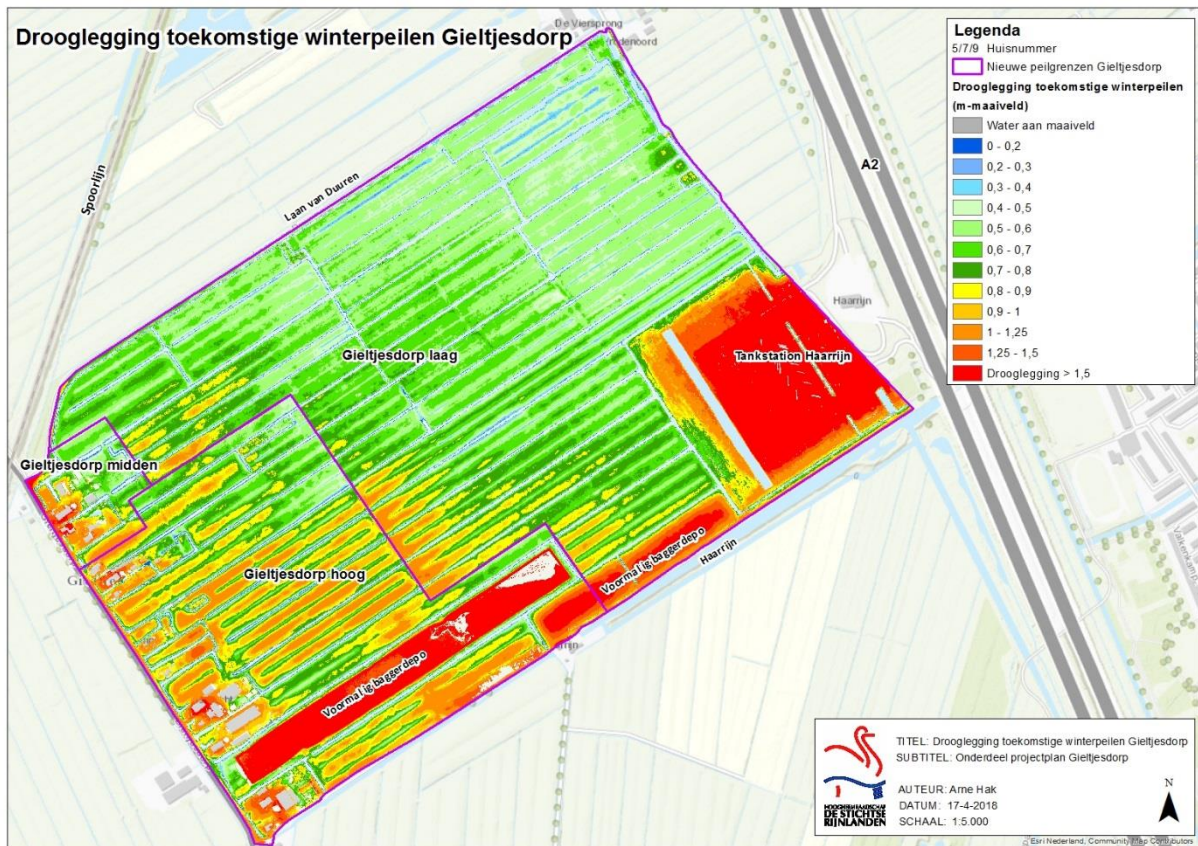 Drooglegging toekomstige winterpeilen Gieltjesdorp
De Viersprong
Spoorlijn
Laan van Duuren
A2
Haarrijn
Gieltjesdorp laag
Tankstation Haarrijn
Gieltjesdorp midden
Gieltjesdorp hoog
Voormalig baggerdepo
Haarrijn
Voormalig baggerdepo
Legenda
5/7/9 Huisnummer
Nieuwe peilgrenzen Gieltjesdorp
Drooglegging toekomstige winterpeilen
(m-maaiveld)
Water aan maaiveld
0 - 0,2
0,2 - 0,3
0,3 - 0,4
0,4 - 0,5
0,5 - 0,6
0,6 - 0,7
0,7 - 0,8
0,8 - 0,9
0,9 - 1
1 - 1,25
1,25 - 1,5
Drooglegging > 1,5
TITEL: Drooglegging toekomstige winterpeilen Gieltjesdorp
SUBTITEL: Onderdeel projectplan Gieltjesdorp
AUTEUR: Arne Hak
DATUM: 17-4-2018
SCHAAL: 1:5.000
HOOGHEEMRAADSCHAP
DE STICHTSE
RIJNLANDEN
N
Esri Nederland, Community Map Contributors